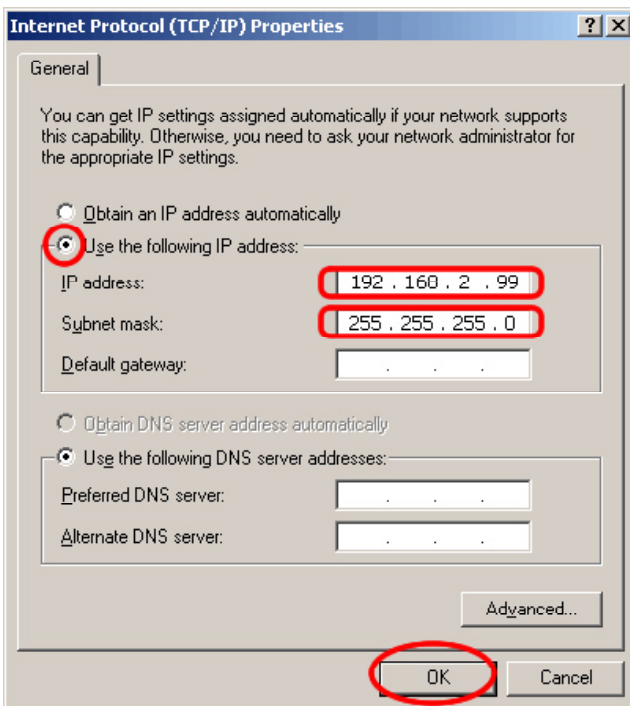 Internet Protocol (TCP/IP) Properties
General
You can get IP settings assigned automatically if your network supports
this capability. Otherwise, you need to ask your network administrator for
the appropriate IP settings.
Obtain an IP address automatically
Use the following IP address:
IP address: 192 . 168 . 2 . 99
Subnet mask: 255 . 255 . 255 . 0
Default gateway: . . .
Obtain DNS server address automatically
Use the following DNS server addresses:
Preferred DNS server: . . .
Alternate DNS server: . . .
Advanced...
OK Cancel